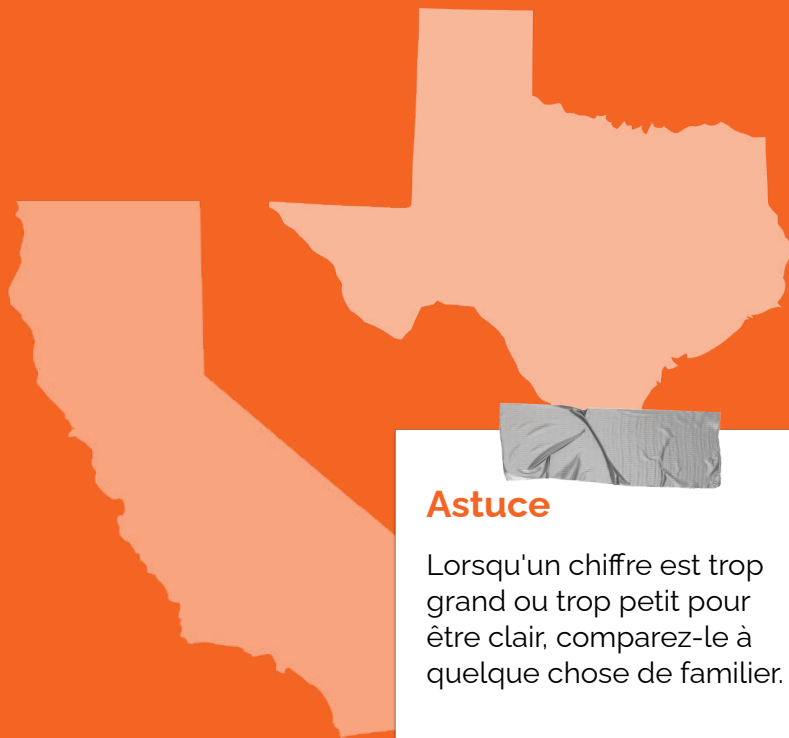 Astuce
Lorsqu'un chiffre est trop
grand ou trop petit pour
être clair, comparez-le à
quelque chose de familier.